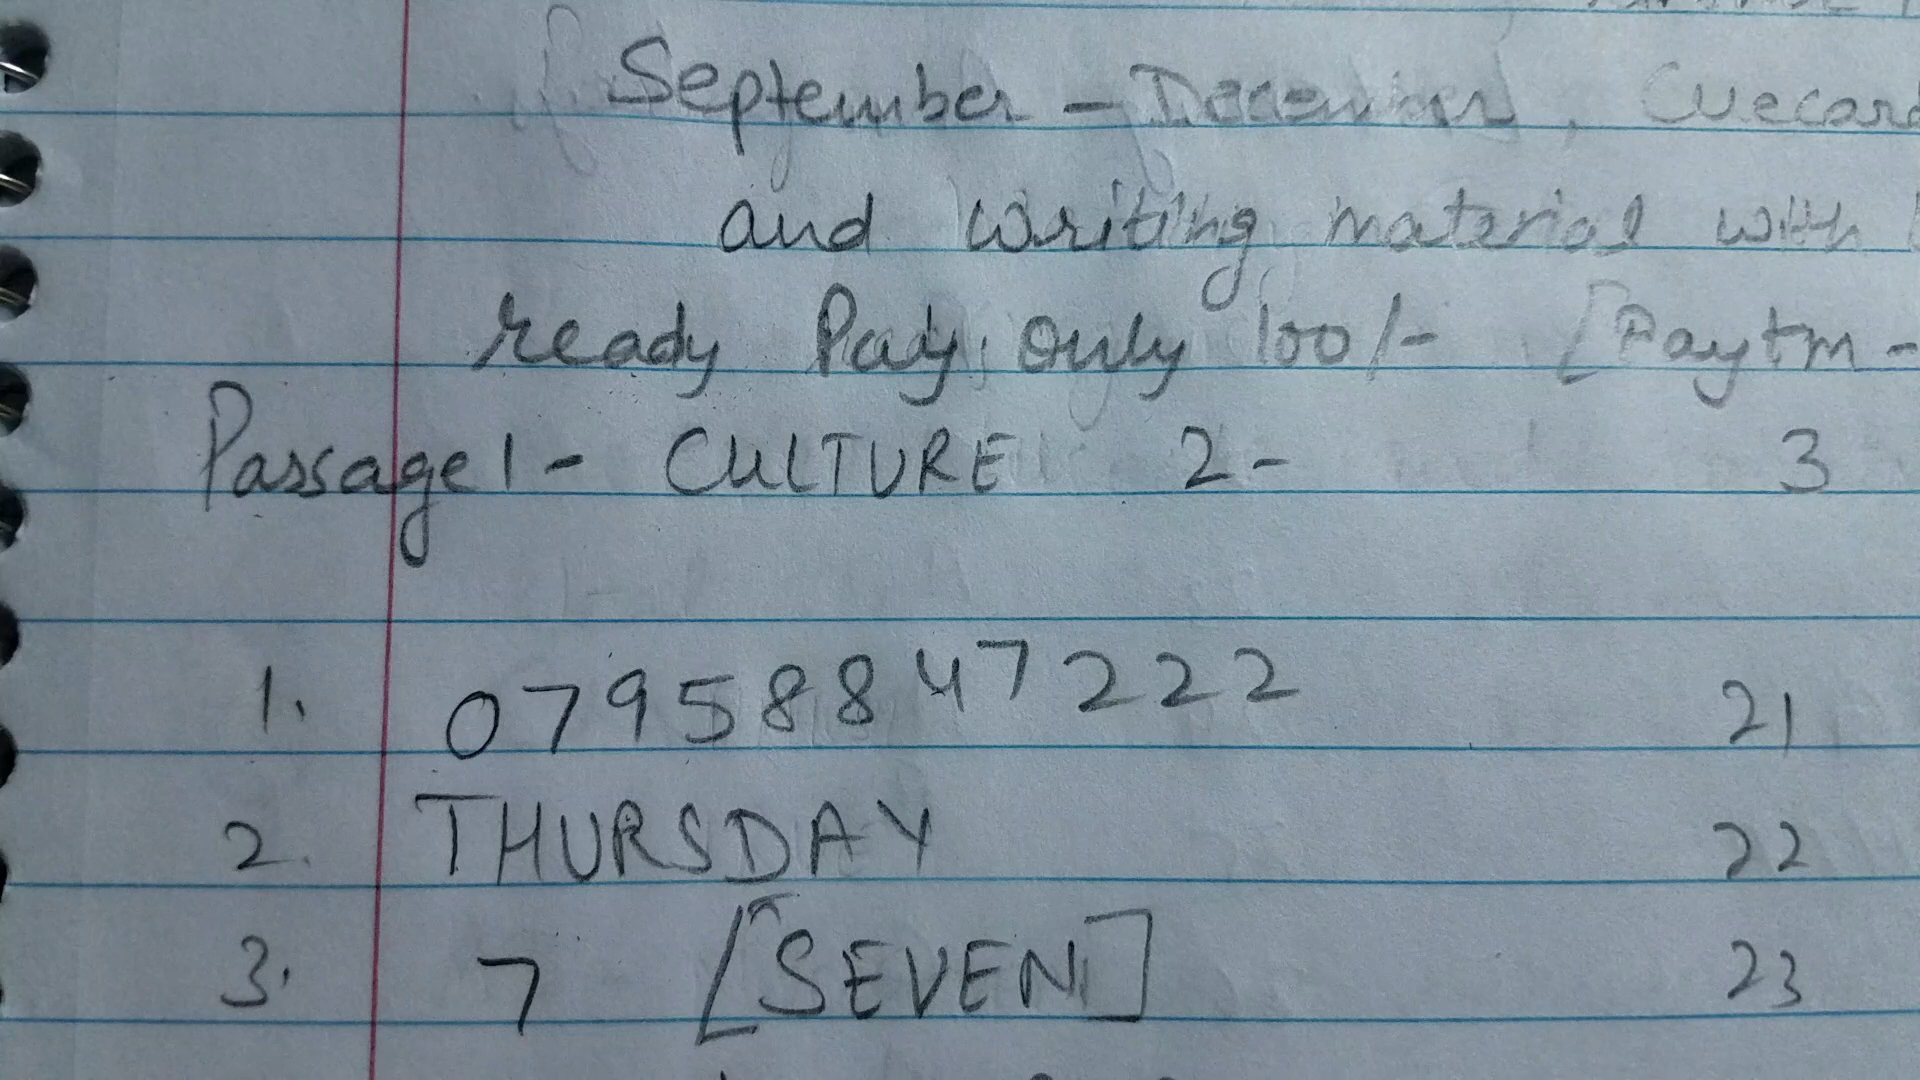 September - December, Cuecard
and writing material with
ready Pay only 100/- [Paytm -
Passage 1 - CULTURE 2- 3
1. 07958847222 21
2. THURSDAY 22
3. 7 [SEVEN] 23